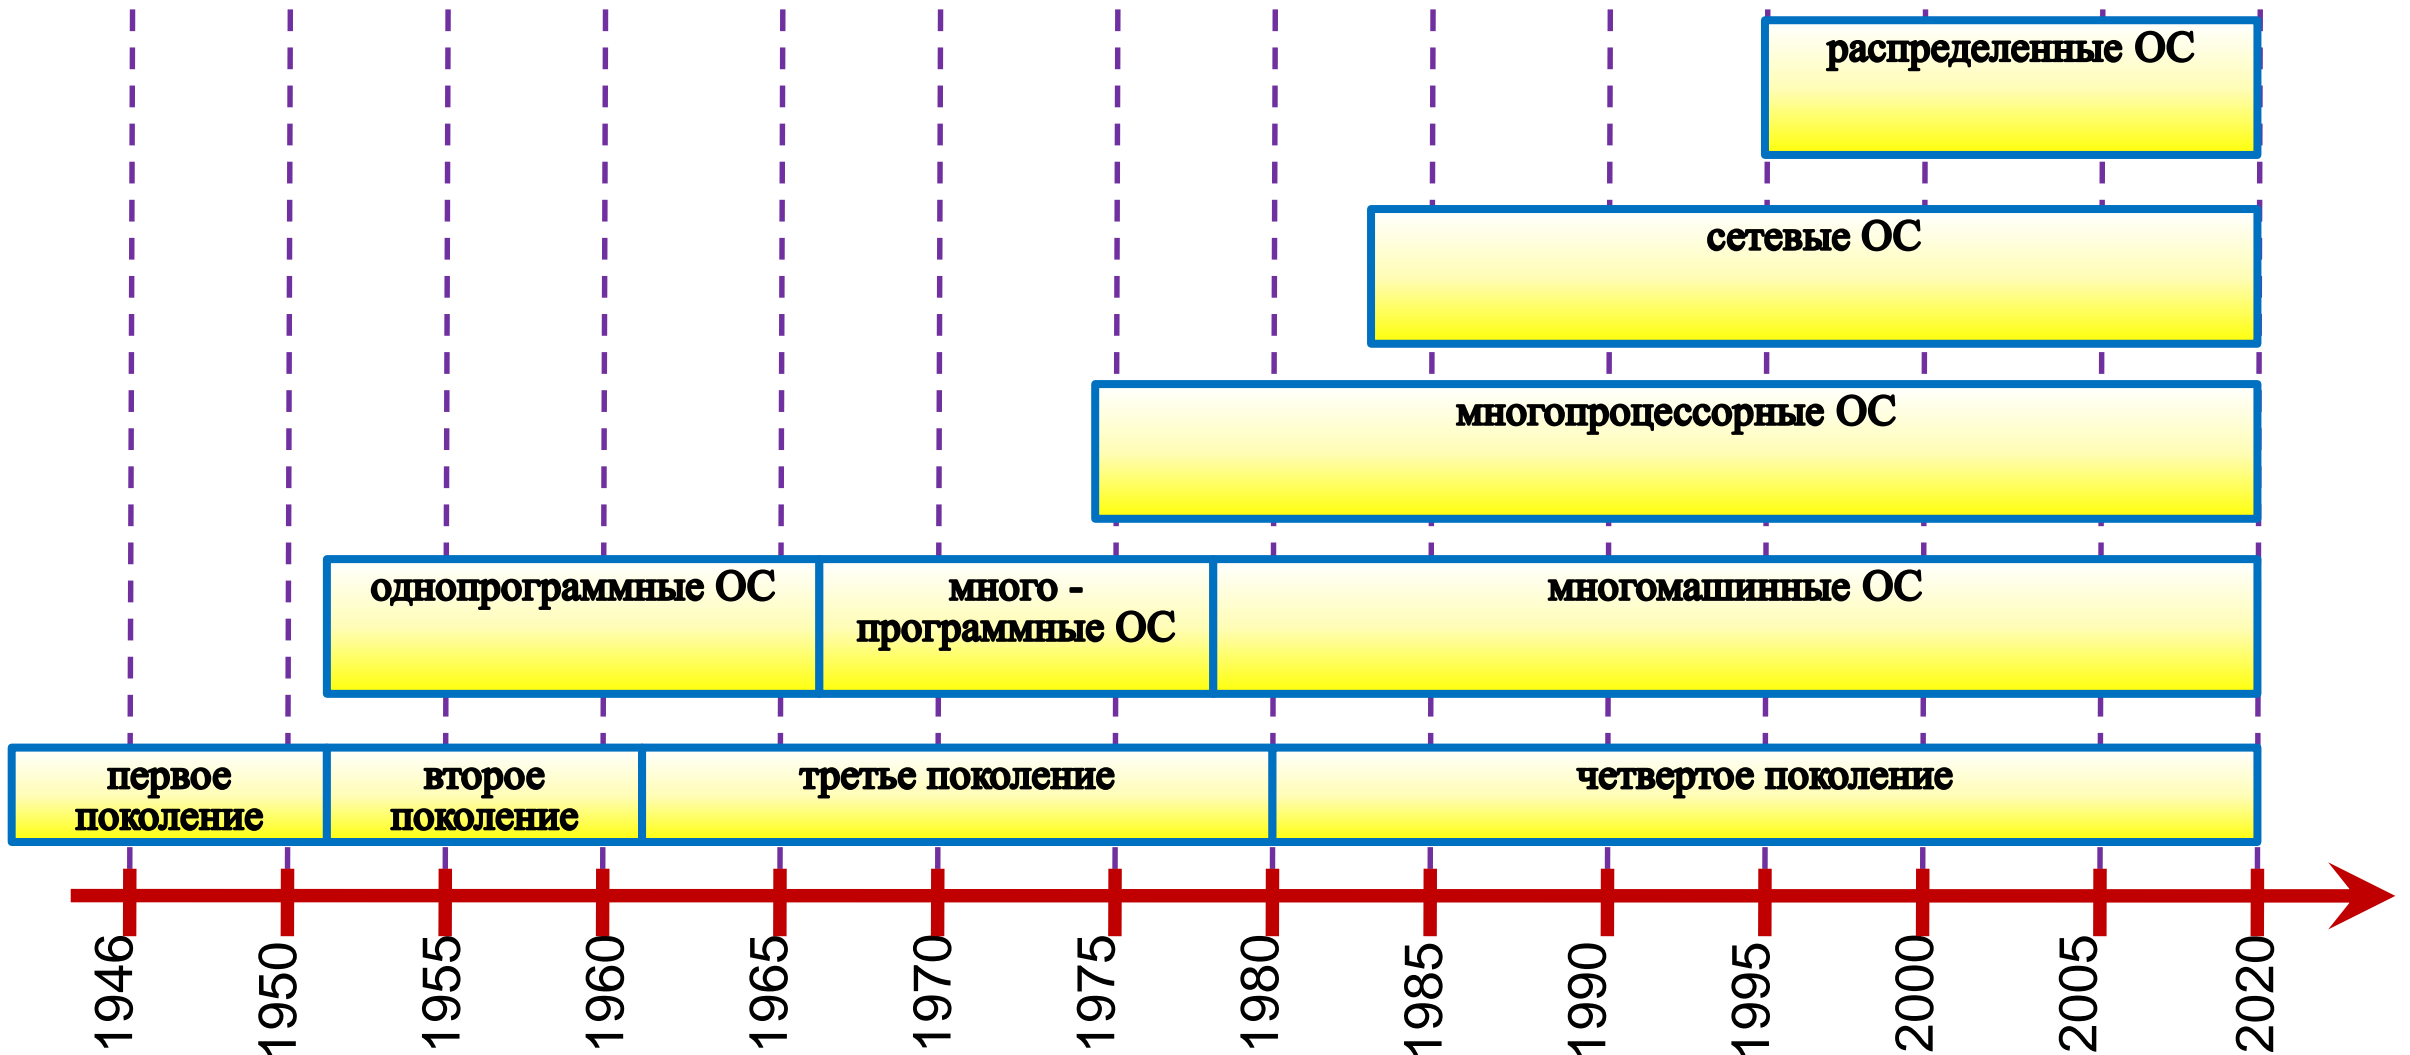 распределенные ОС
сетевые ОС
многопроцессорные ОС
однопрограммные ОС
много -
программные ОС
многомашинные ОС
первое
поколение
второе
поколение
третье поколение
четвертое поколение
1946
1950
1955
1960
1965
1970
1975
1980
1985
1990
1995
2000
2005
2020